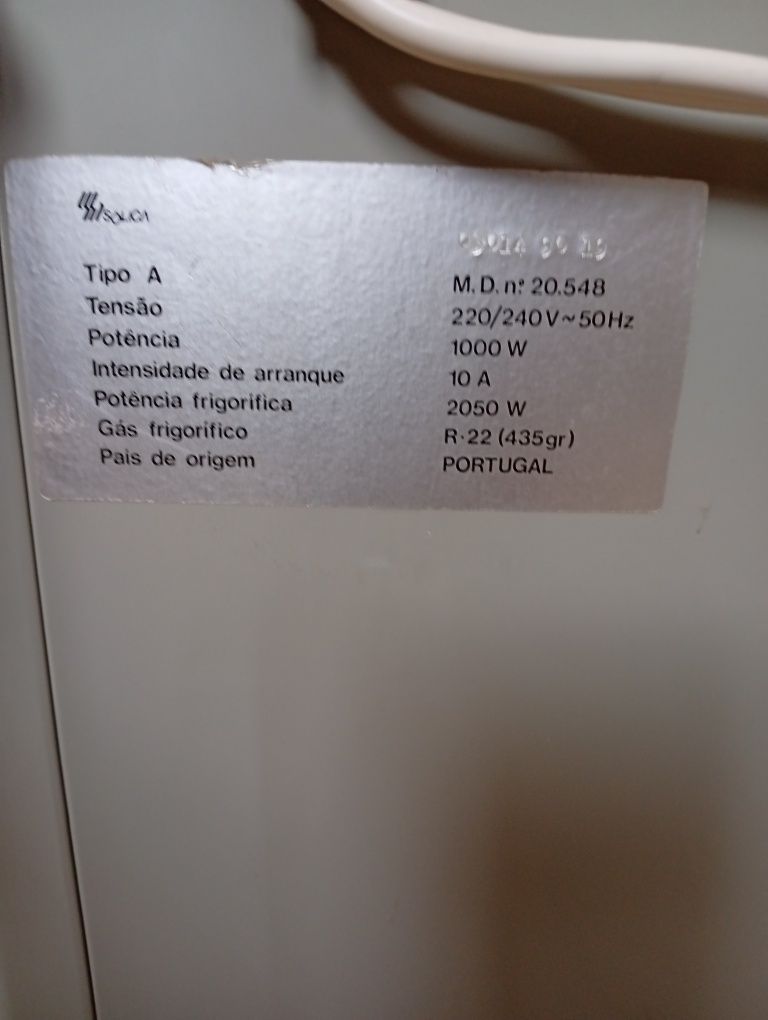 Tipo A M.D. nº 20.548
Tensão 220/240V~50Hz
Potência 1000 W
Intensidade de arranque 10 A
Potência frigorifica 2050 W
Gás frigorífico R·22 (435gr)
Pais de origem PORTUGAL